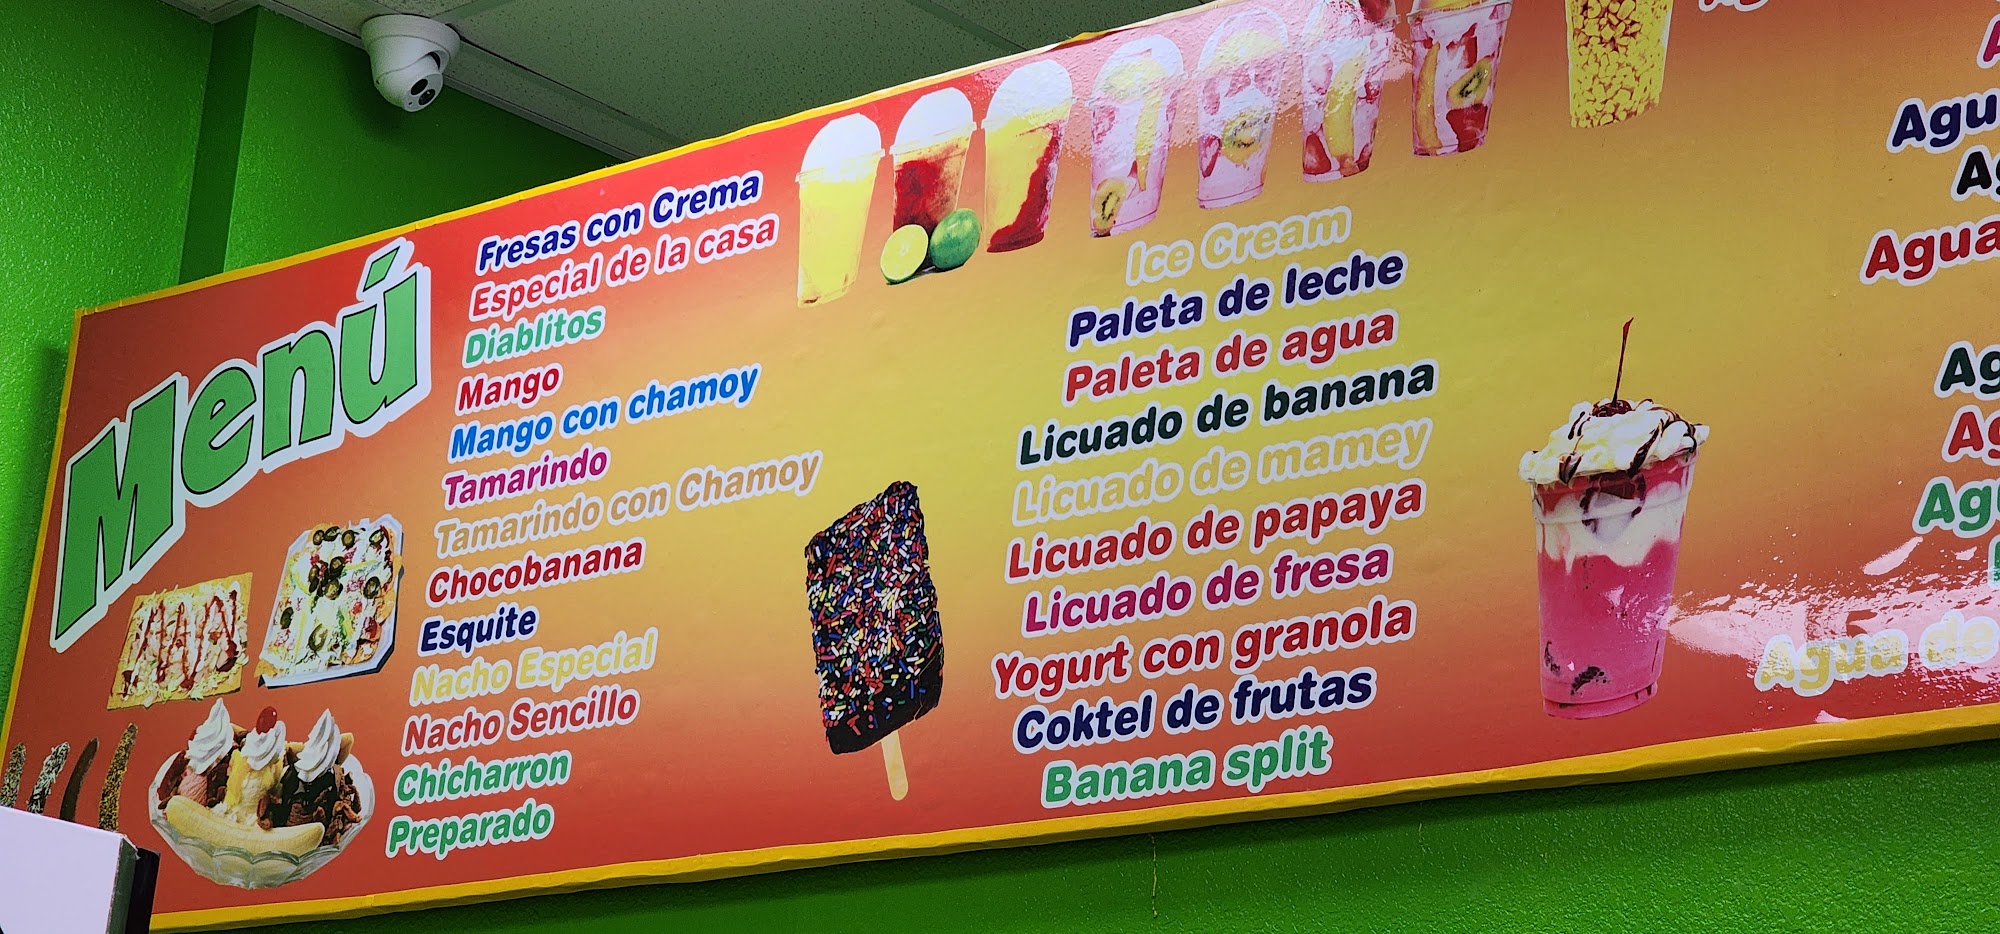 Menú
Fresas con Crema
Especial de la casa
Diablitos
Mango
Mango con chamoy
Tamarindo
Tamarindo con Chamoy
Chocobanana
Esquite
Nacho Especial
Nacho Sencillo
Chicharron
Preparado
Ice Cream
Paleta de leche
Paleta de agua
Licuado de banana
Licuado de mamey
Licuado de papaya
Licuado de fresa
Yogurt con granola
Coktel de frutas
Banana split
Agua
Agua de